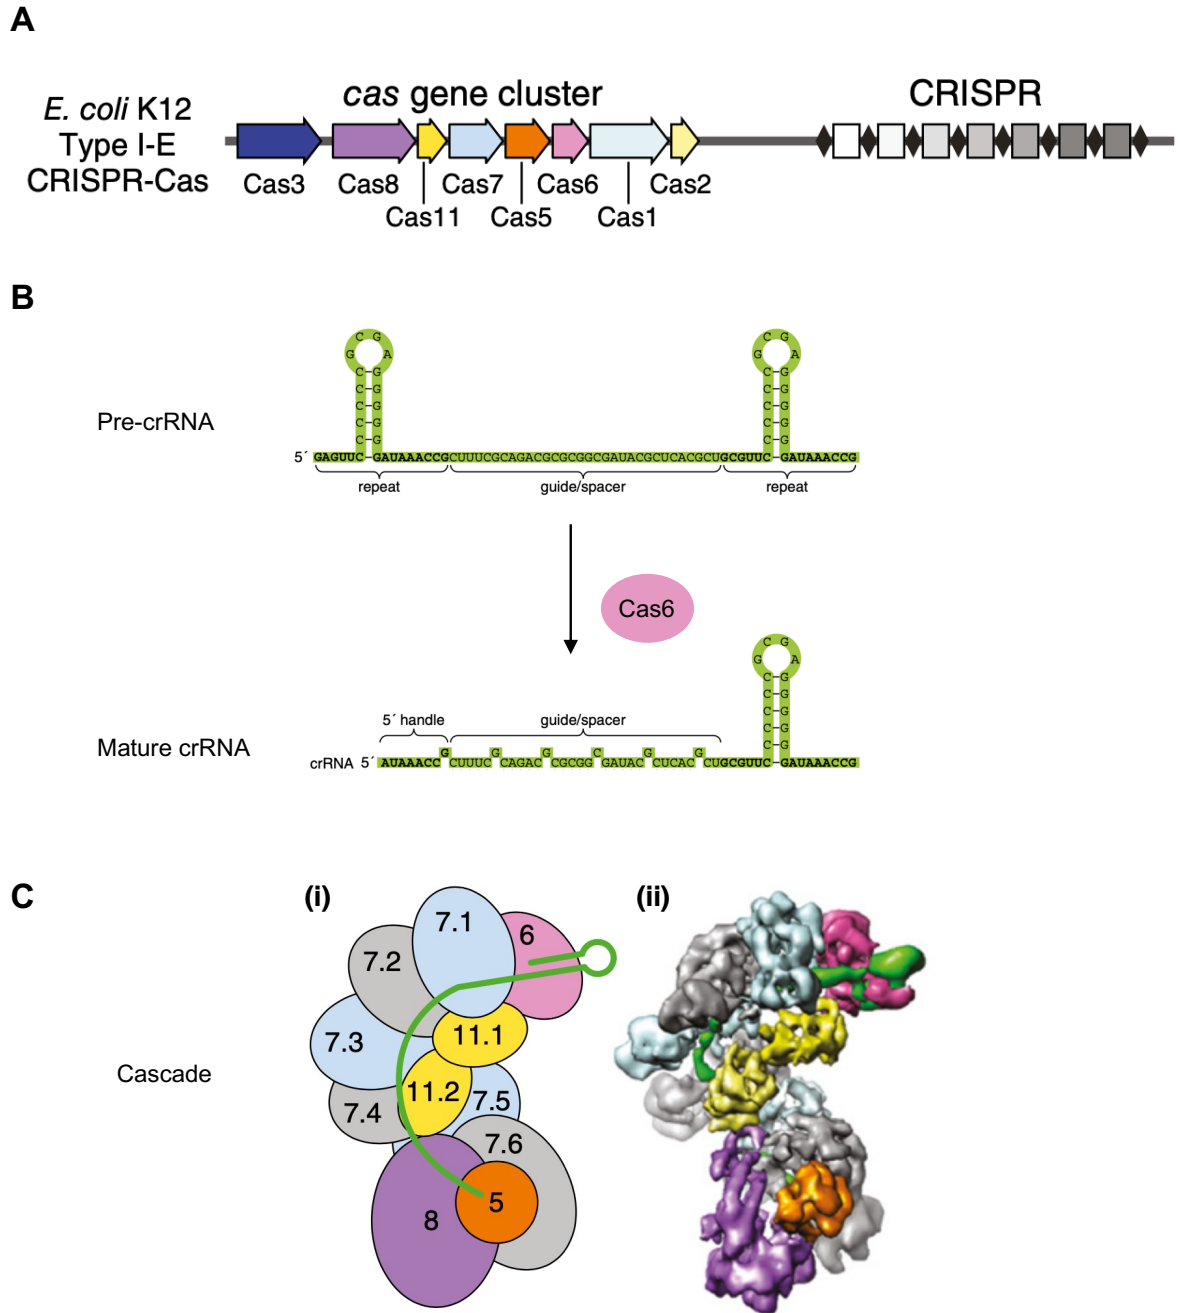 A
E. coli K12
Type I-E
CRISPR-Cas
cas gene cluster
CRISPR
Cas3
Cas8
Cas7
Cas6
Cas2
Cas11
Cas5
Cas1
B
Pre-crRNA
C G
G A
C G
C G
C G
C G
C G
C G
G A
C G
C G
C G
C G
C G
5´ GAGUUC GAUAAACCGCUUUCGCAGACGCGCGGCGAUACGCUCACGCUGCGUUC GAUAAACCG
repeat
guide/spacer
repeat
Cas6
Mature crRNA
C G
G A
C G
C G
C G
C G
C G
5´ handle
guide/spacer
G G G C G G
crRNA 5´ AUAAACC CUUUC CAGAC CGCGG GAUAC CUCAC CUGCGUUC GAUAAACCG
C
(i)
(ii)
Cascade
7.1
6
7.2
11.1
7.3
11.2
7.5
7.4
7.6
5
8